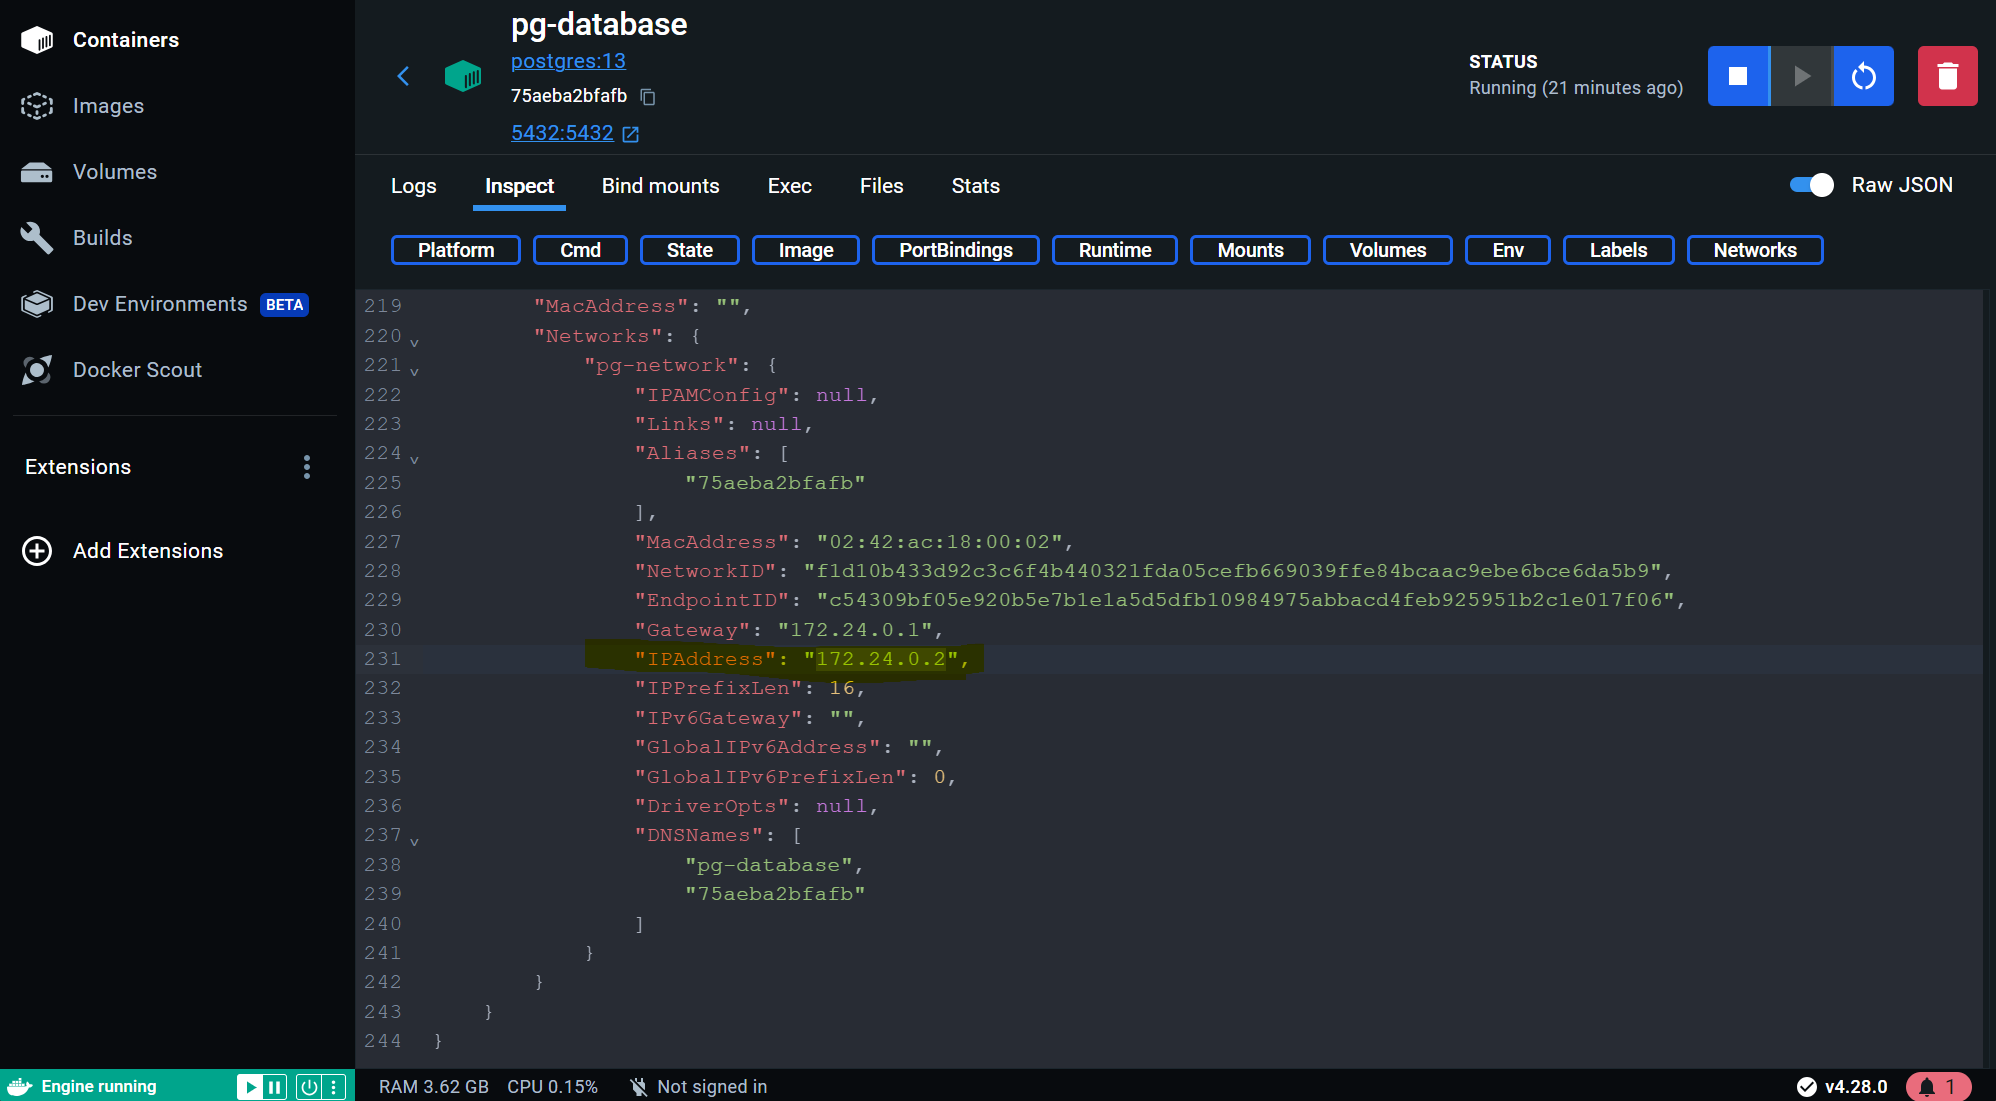 Containers
Images
Volumes
Builds
Dev Environments BETA
Docker Scout
Extensions
Add Extensions
pg-database
postgres:13
75aeba2bfafb
5432:5432
STATUS
Running (21 minutes ago)
Logs Inspect Bind mounts Exec Files Stats Raw JSON
Platform Cmd State Image PortBindings Runtime Mounts Volumes Env Labels Networks
219 "MacAddress": "",
220 "Networks": {
221 "pg-network": {
222 "IPAMConfig": null,
223 "Links": null,
224 "Aliases": [
225 "75aeba2bfafb"
226 ],
227 "MacAddress": "02:42:ac:18:00:02",
228 "NetworkID": "f1d10b433d92c3c6f4b440321fda05cefb669039ffe84bcaac9ebe6bce6da5b9",
229 "EndpointID": "c54309bf05e920b5e7b1e1a5d5dfb10984975abbacd4feb925951b2c1e017f06",
230 "Gateway": "172.24.0.1",
231 "IPAddress": "172.24.0.2",
232 "IPPrefixLen": 16,
233 "IPv6Gateway": "",
234 "GlobalIPv6Address": "",
235 "GlobalIPv6PrefixLen": 0,
236 "DriverOpts": null,
237 "DNSNames": [
238 "pg-database",
239 "75aeba2bfafb"
240 ]
241 }
242 }
243 }
244 }
Engine running
RAM 3.62 GB CPU 0.15% Not signed in
v4.28.0 1